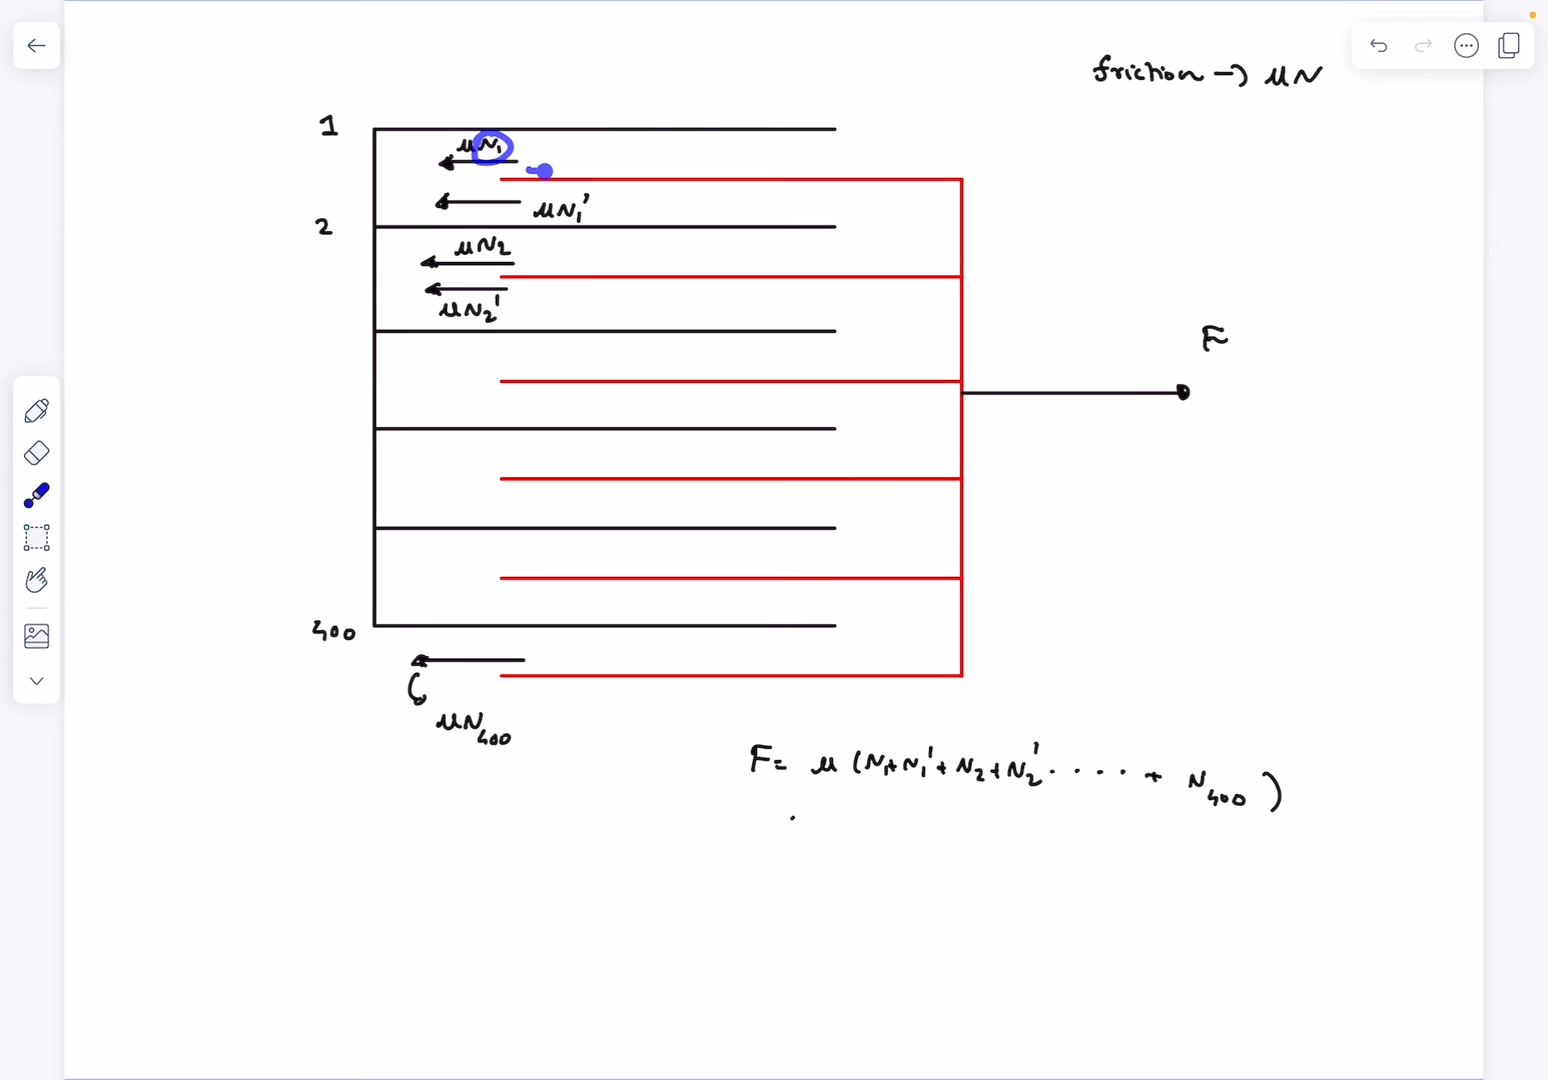 friction → μN
1
μN₁
μN₁'
2
μN₂
μN₂'
F
400
μN₄₀₀
F= μ (N₁+N₁'+N₂+N₂'.....+ N₄₀₀)